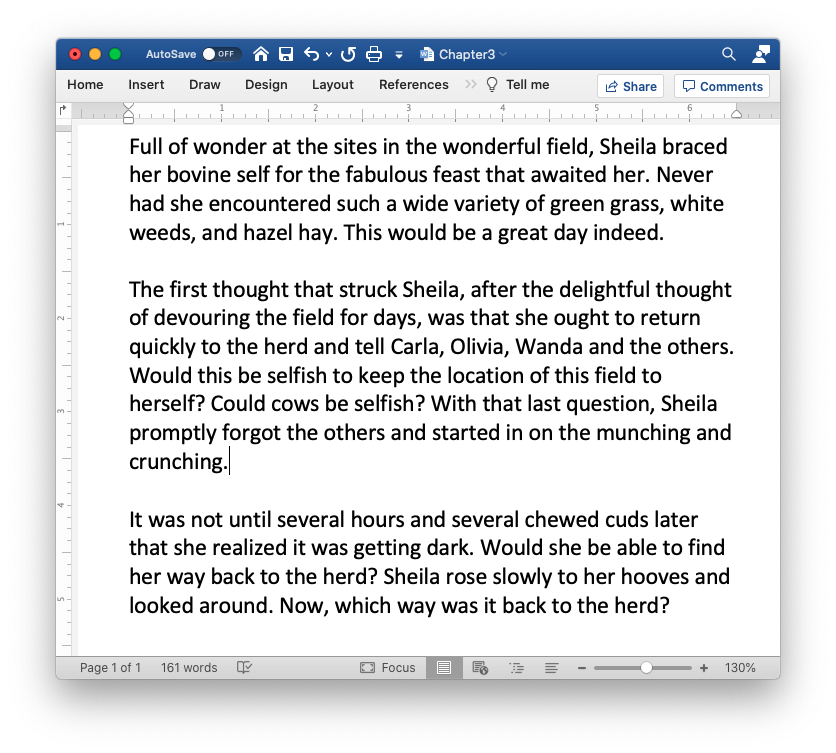 AutoSave OFF Chapter3
Home Insert Draw Design Layout References Tell me Share Comments
1 2 3 4 5 6
Full of wonder at the sites in the wonderful field, Sheila braced
her bovine self for the fabulous feast that awaited her. Never
had she encountered such a wide variety of green grass, white
weeds, and hazel hay. This would be a great day indeed.
The first thought that struck Sheila, after the delightful thought
of devouring the field for days, was that she ought to return
quickly to the herd and tell Carla, Olivia, Wanda and the others.
Would this be selfish to keep the location of this field to
herself? Could cows be selfish? With that last question, Sheila
promptly forgot the others and started in on the munching and
crunching.
It was not until several hours and several chewed cuds later
that she realized it was getting dark. Would she be able to find
her way back to the herd? Sheila rose slowly to her hooves and
looked around. Now, which way was it back to the herd?
1
2
3
4
5
Page 1 of 1 161 words Focus 130%